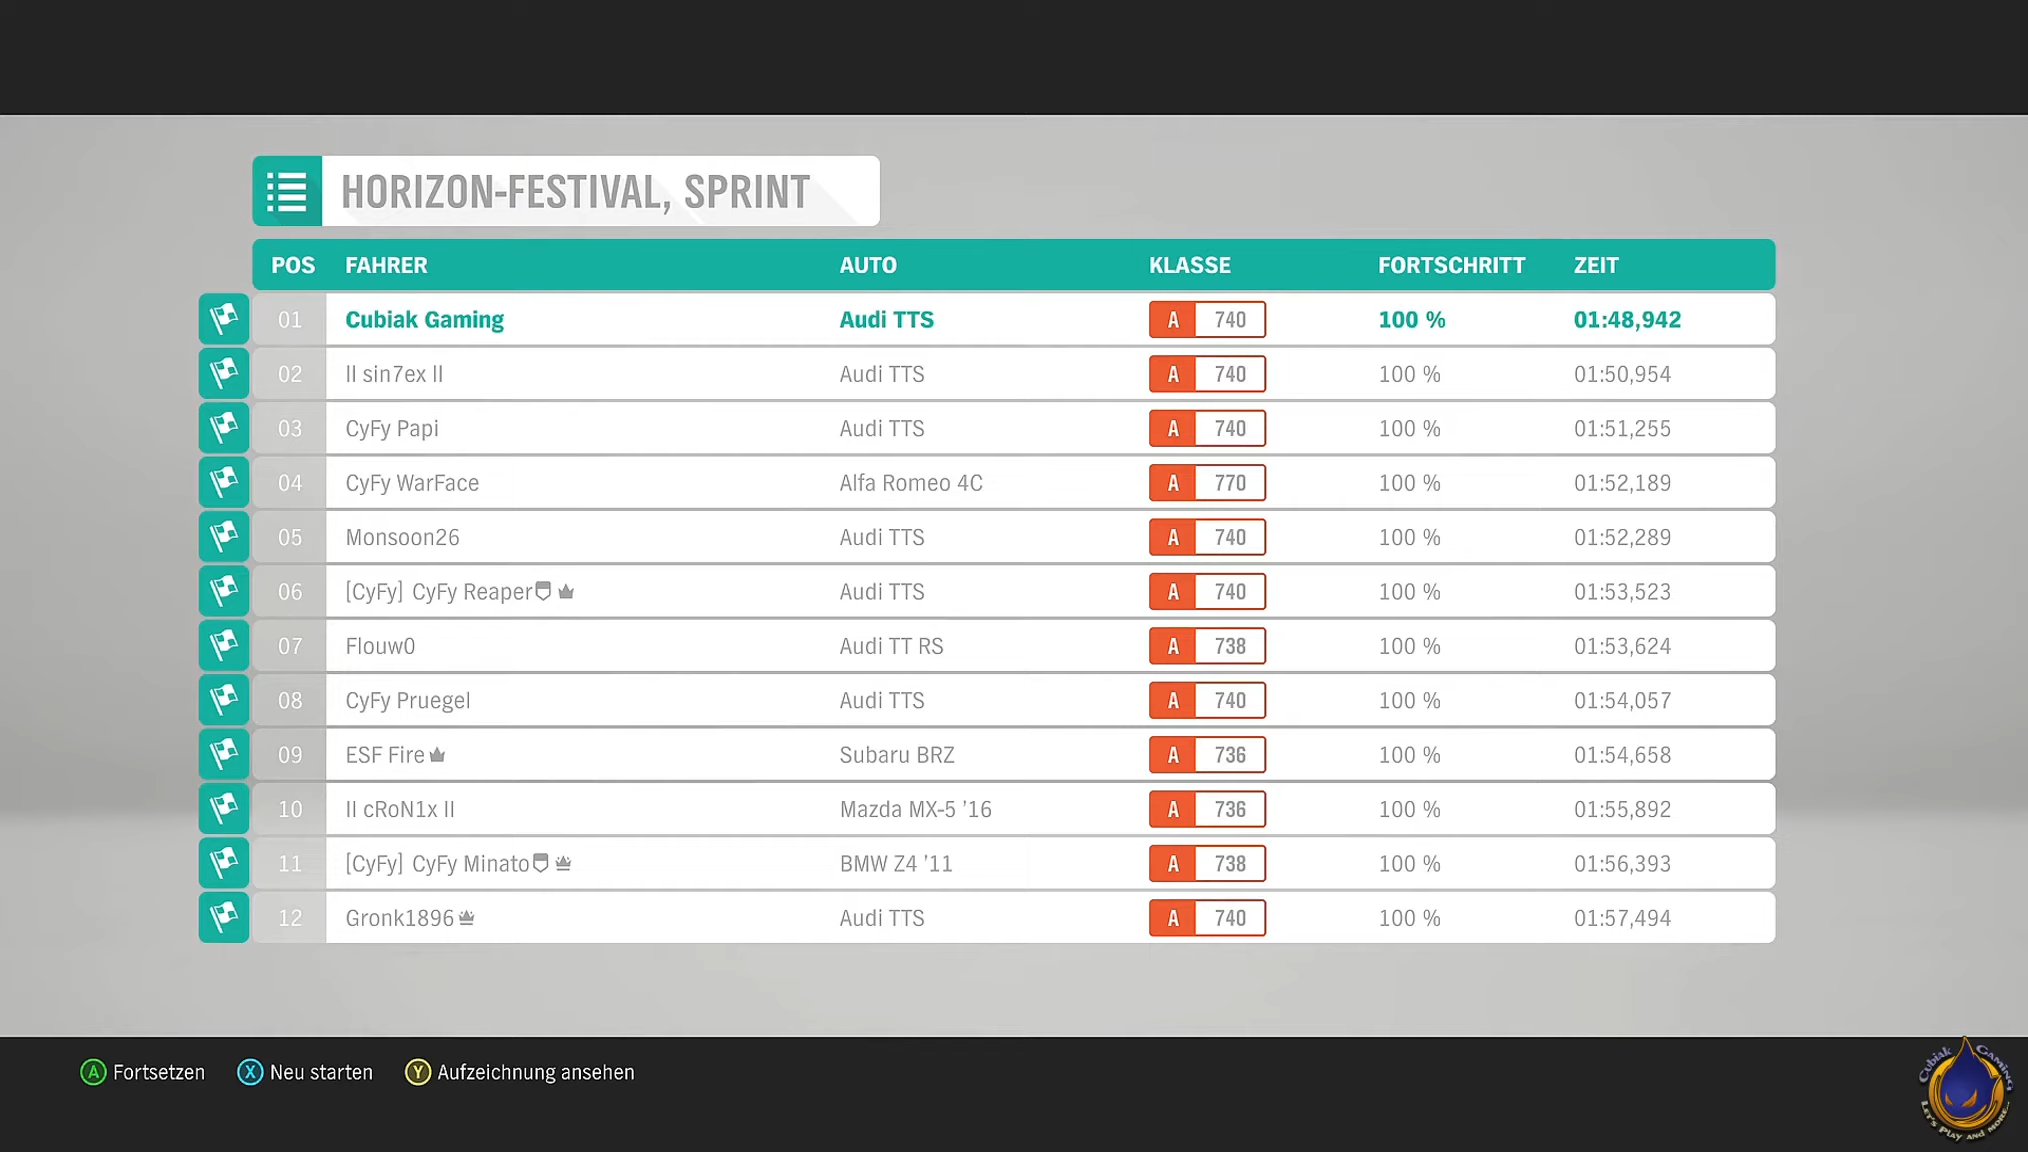 HORIZON-FESTIVAL, SPRINT
POS FAHRER AUTO KLASSE FORTSCHRITT ZEIT
01 Cubiak Gaming Audi TTS A 740 100 % 01:48,942
02 II sin7ex II Audi TTS A 740 100 % 01:50,954
03 CyFy Papi Audi TTS A 740 100 % 01:51,255
04 CyFy WarFace Alfa Romeo 4C A 770 100 % 01:52,189
05 Monsoon26 Audi TTS A 740 100 % 01:52,289
06 [CyFy] CyFy Reaper Audi TTS A 740 100 % 01:53,523
07 Flouw0 Audi TT RS A 738 100 % 01:53,624
08 CyFy Pruegel Audi TTS A 740 100 % 01:54,057
09 ESF Fire Subaru BRZ A 736 100 % 01:54,658
10 II cRoN1x II Mazda MX-5 ’16 A 736 100 % 01:55,892
11 [CyFy] CyFy Minato BMW Z4 ’11 A 738 100 % 01:56,393
12 Gronk1896 Audi TTS A 740 100 % 01:57,494
A Fortsetzen X Neu starten Y Aufzeichnung ansehen
Cubiak Gaming
Let's Play and more...